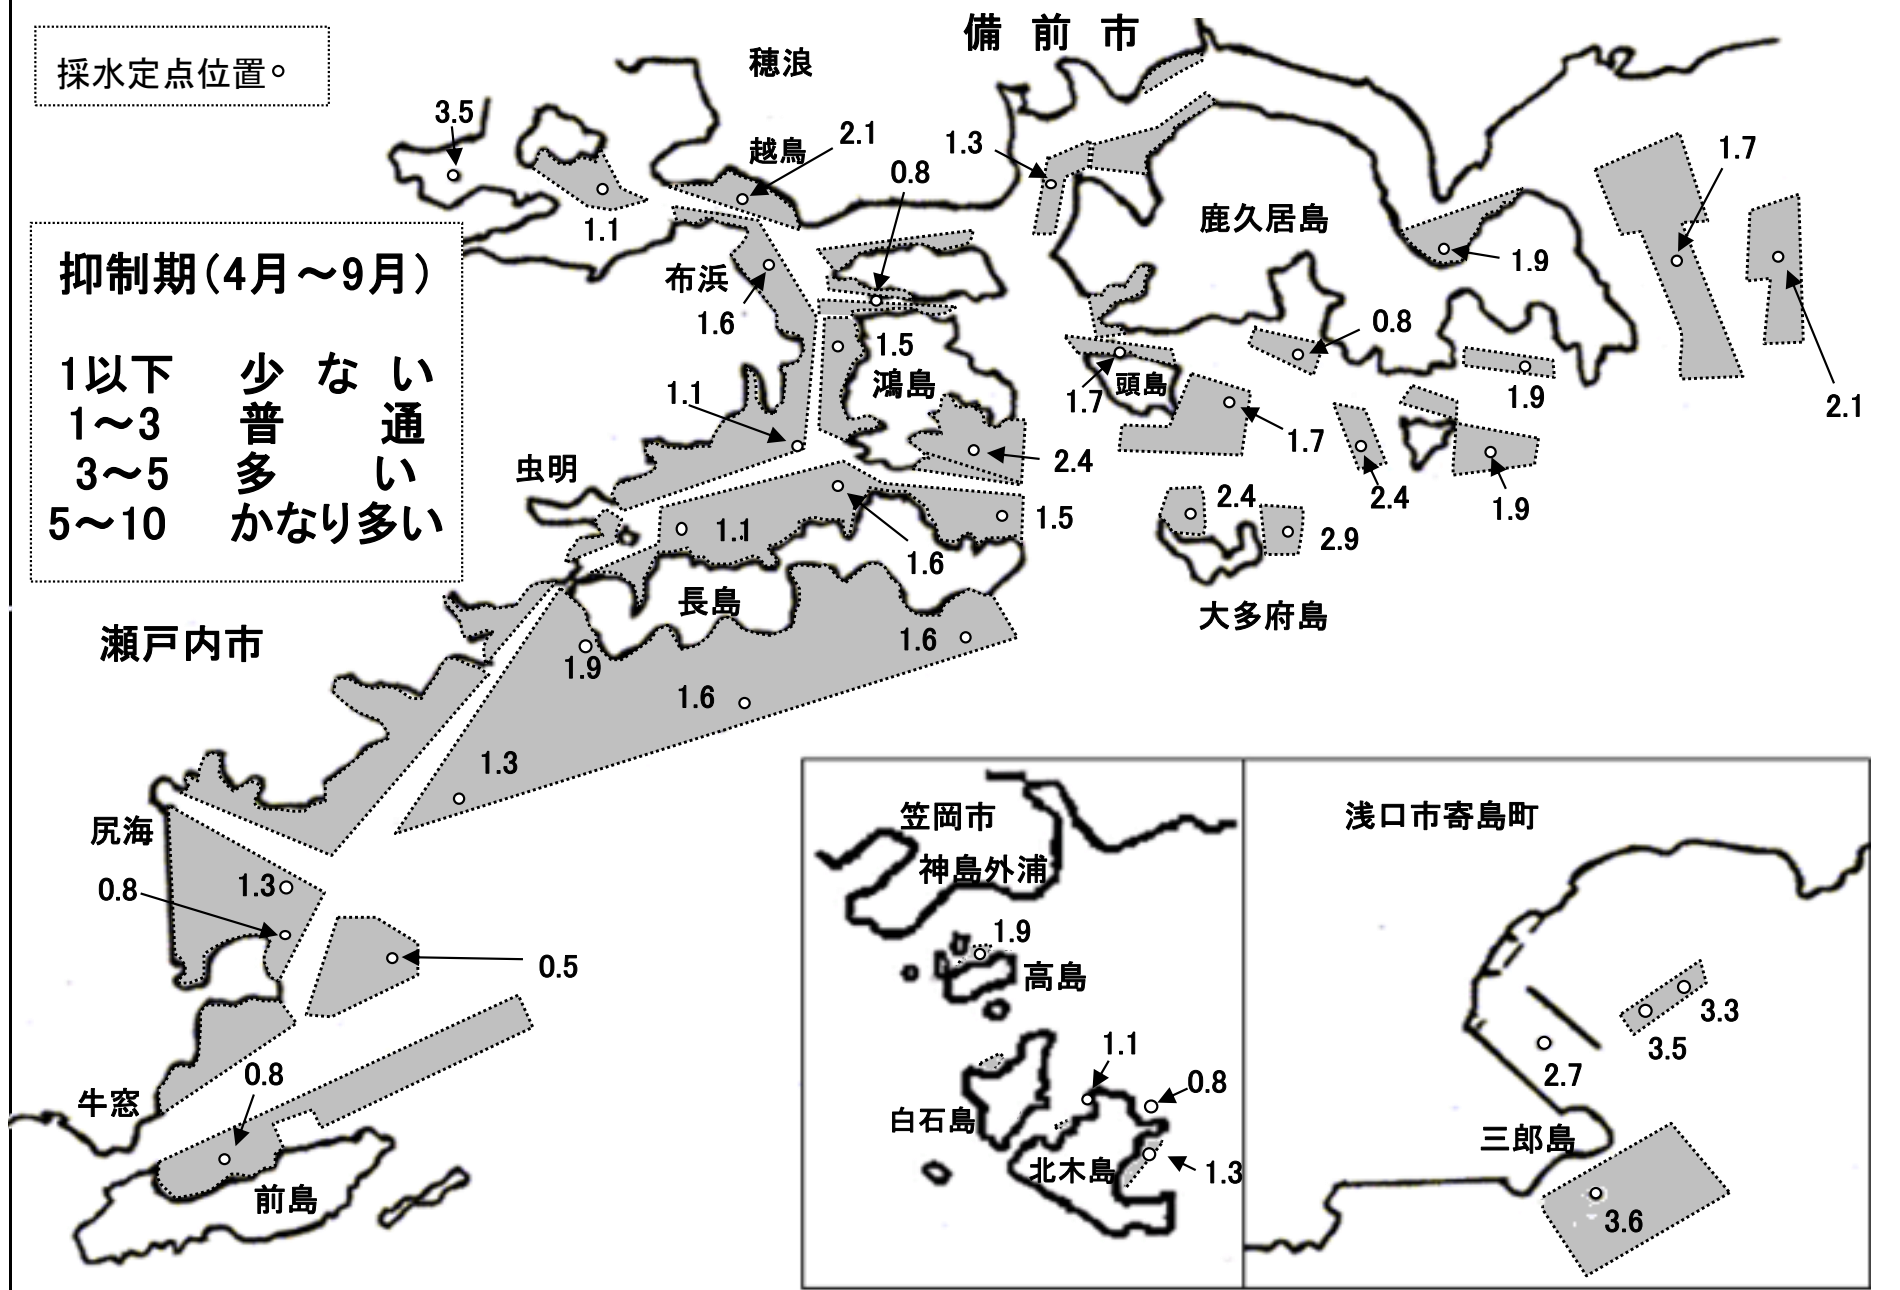 備前市
採水定点位置。
穂浪
3.5
2.1
越鳥
1.3
0.8
1.7
1.1
鹿久居島
抑制期(4月～9月)
布浜
1.9
1.6
0.8
1.5
1以下 少ない
鴻島
頭島
1.7
1.9
2.1
1.1
1～3 普通
1.7
虫明
2.4
3～5 多い
2.4
1.9
2.4
5～10 かなり多い
1.1
1.5
2.9
1.6
長島
大多府島
瀬戸内市
1.9
1.6
1.6
1.3
尻海
笠岡市
浅口市寄島町
神島外浦
1.3
0.8
1.9
0.5
高島
3.3
3.5
0.8
1.1
2.7
0.8
牛窓
白石島
三郎島
北木島
1.3
前島
3.6